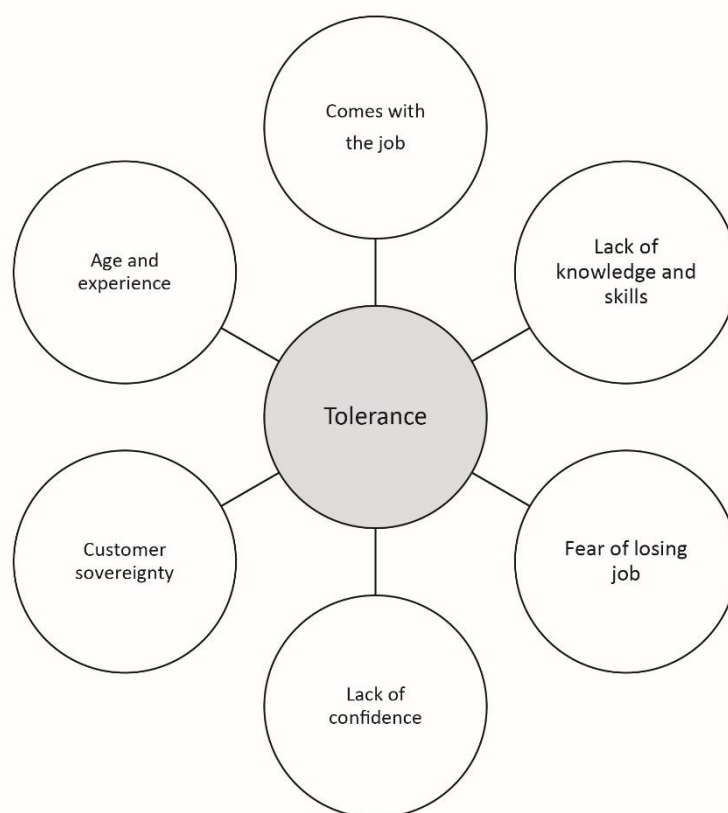 Comes with
the job
Lack of
knowledge and
skills
Fear of losing
job
Lack of
confidence
Customer
sovereignty
Age and
experience
Tolerance